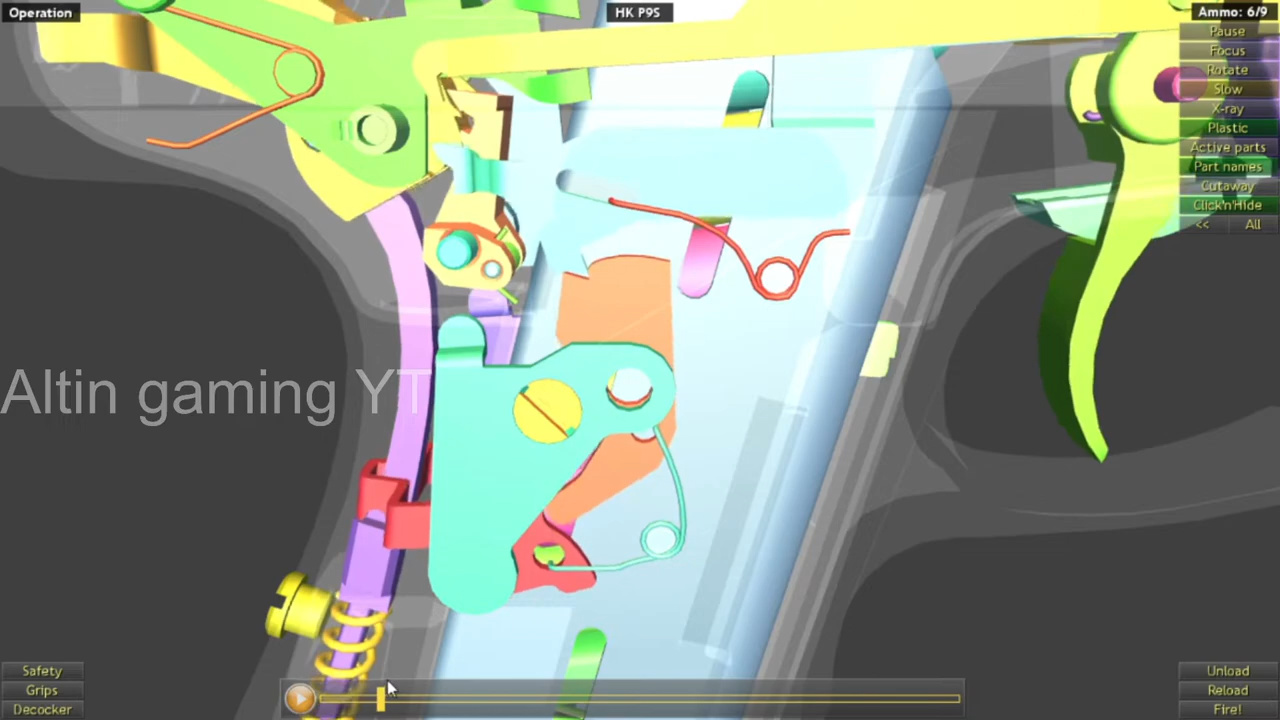 Operation
HK P9S
Ammo: 6/9
Pause
Focus
Rotate
Slow
X-ray
Plastic
Active parts
Part names
Cutaway
Click'n'Hide
<< All
Altin gaming YT
Safety
Grips
Decocker
Unload
Reload
Fire!